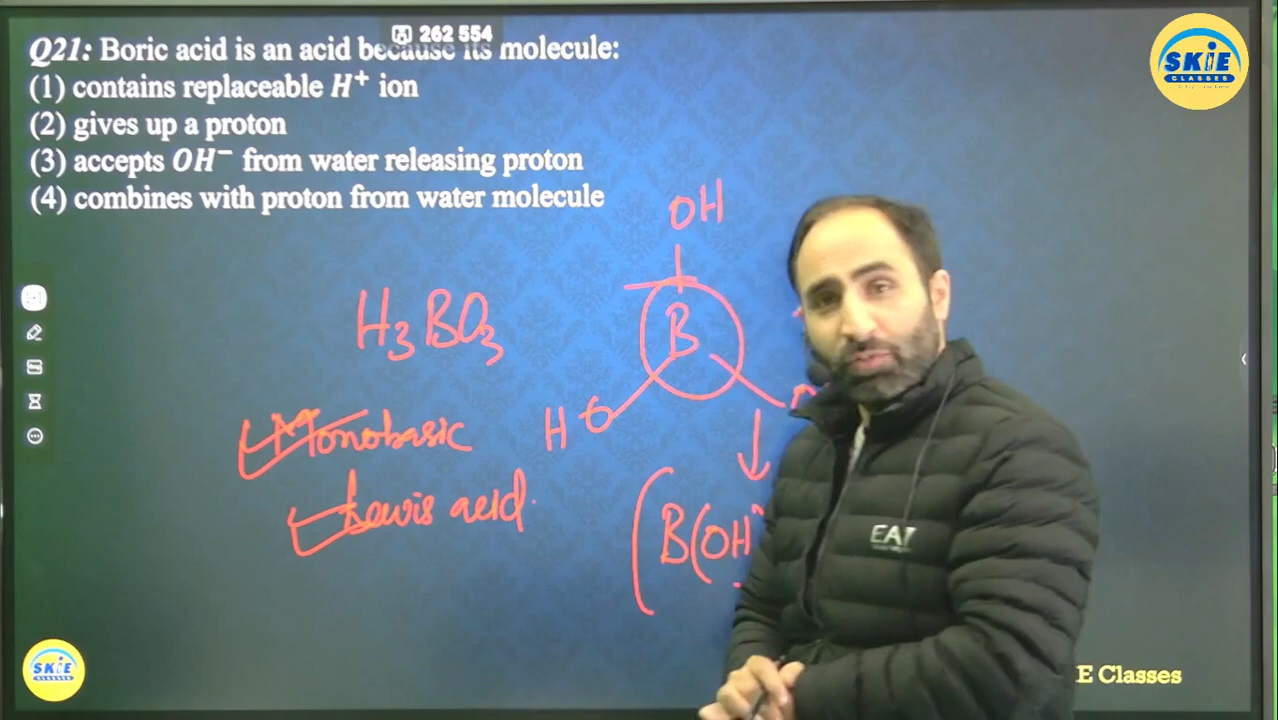 262 554
Q21: Boric acid is an acid because its molecule:
(1) contains replaceable H⁺ ion
(2) gives up a proton
(3) accepts OH⁻ from water releasing proton
(4) combines with proton from water molecule
SKiE
CLASSES
OH
B
H₃BO₃
HO
Monobasic
Lewis acid.
B(OH)
EA7
SKiE
CLASSES
E Classes